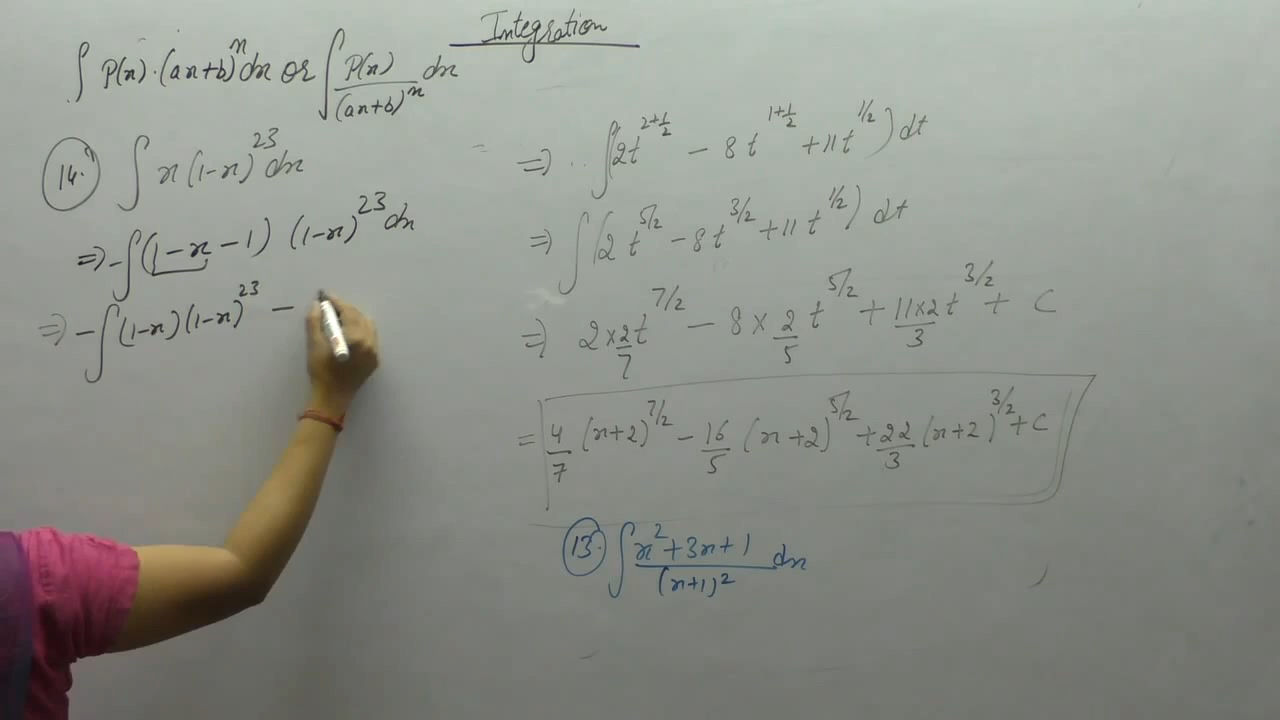 Integration
∫ P(x)·(ax+b)^n dx or ∫ P(x)/(ax+b)^n dx
14. ∫ x(1-x)^23 dx
⇒ -∫(1-x-1) (1-x)^23 dx
⇒ -∫(1-x)(1-x)^23 -
⇒ ∫(2t^(2+1/2) - 8t^(1+1/2) + 11t^(1/2)) dt
⇒ ∫(2t^(5/2) - 8t^(3/2) + 11t^(1/2)) dt
⇒ 2×2/7 t^(7/2) - 8×2/5 t^(5/2) + 11×2/3 t^(3/2) + C
= 4/7 (x+2)^(7/2) - 16/5 (x+2)^(5/2) + 22/3 (x+2)^(3/2) + C
13. ∫ x^2+3x+1/(x+1)^2 dx